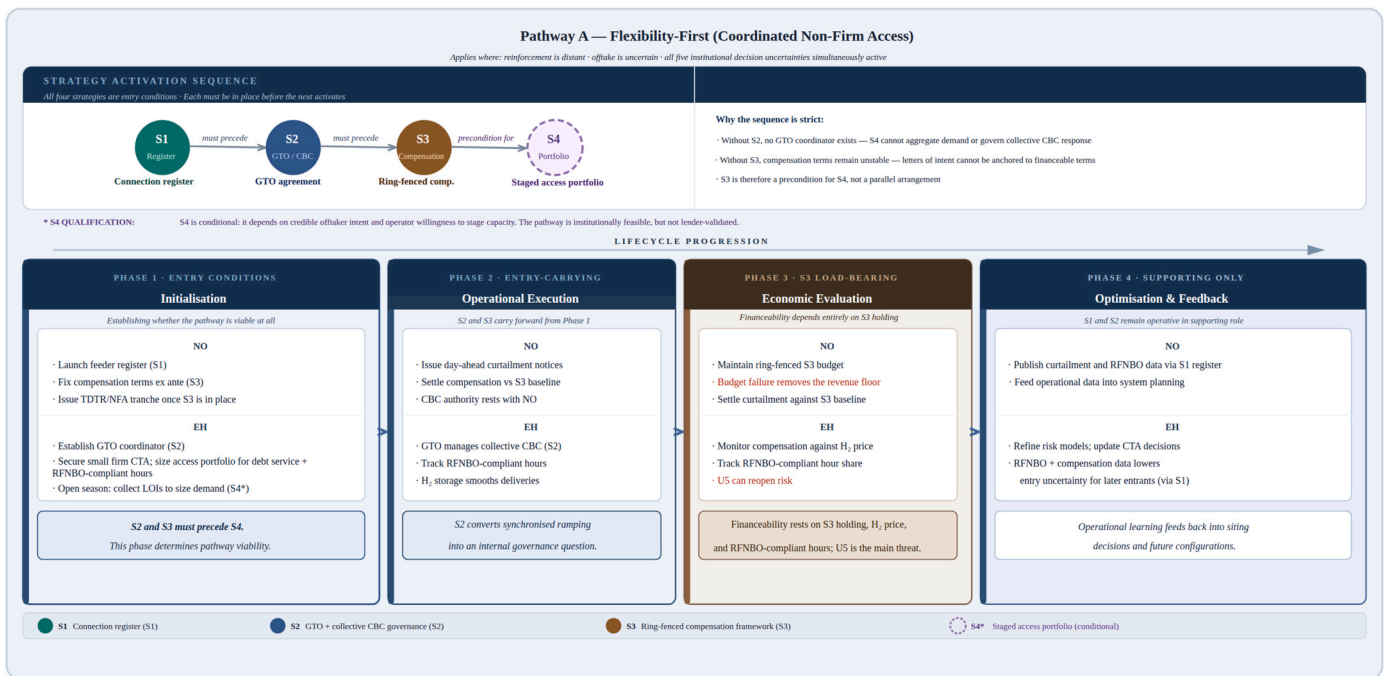 Pathway A — Flexibility-First (Coordinated Non-Firm Access)
Applies where: reinforcement is distant · offtake is uncertain · all five institutional decision uncertainties simultaneously active
STRATEGY ACTIVATION SEQUENCE
All four strategies are entry conditions · Each must be in place before the next activates
S1
Register
Connection register
must precede
S2
GTO / CBC
GTO agreement
must precede
S3
Compensation
Ring-fenced comp.
precondition for
S4
Portfolio
Staged access portfolio
Why the sequence is strict:
· Without S2, no GTO coordinator exists — S4 cannot aggregate demand or govern collective CBC response
· Without S3, compensation terms remain unstable — letters of intent cannot be anchored to financeable terms
· S3 is therefore a precondition for S4, not a parallel arrangement
* S4 QUALIFICATION: S4 is conditional: it depends on credible offtaker intent and operator willingness to stage capacity. The pathway is institutionally feasible, but not lender-validated.
LIFECYCLE PROGRESSION
PHASE 1 · ENTRY CONDITIONS
Initialisation
Establishing whether the pathway is viable at all
NO
· Launch feeder register (S1)
· Fix compensation terms ex ante (S3)
· Issue TDTR/NFA tranche once S3 is in place
EH
· Establish GTO coordinator (S2)
· Secure small firm CTA; size access portfolio for debt service +
RFNBO-compliant hours
· Open season: collect LOIs to size demand (S4*)
S2 and S3 must precede S4.
This phase determines pathway viability.
PHASE 2 · ENTRY-CARRYING
Operational Execution
S2 and S3 carry forward from Phase 1
NO
· Issue day-ahead curtailment notices
· Settle compensation vs S3 baseline
· CBC authority rests with NO
EH
· GTO manages collective CBC (S2)
· Track RFNBO-compliant hours
· H₂ storage smooths deliveries
S2 converts synchronised ramping
into an internal governance question.
PHASE 3 · S3 LOAD-BEARING
Economic Evaluation
Financeability depends entirely on S3 holding
NO
· Maintain ring-fenced S3 budget
· Budget failure removes the revenue floor
· Settle curtailment against S3 baseline
EH
· Monitor compensation against H₂ price
· Track RFNBO-compliant hour share
· U5 can reopen risk
Financeability rests on S3 holding, H₂ price,
and RFNBO-compliant hours; U5 is the main threat.
PHASE 4 · SUPPORTING ONLY
Optimisation & Feedback
S1 and S2 remain operative in supporting role
NO
· Publish curtailment and RFNBO data via S1 register
· Feed operational data into system planning
EH
· Refine risk models; update CTA decisions
· RFNBO + compensation data lowers
entry uncertainty for later entrants (via S1)
Operational learning feeds back into siting
decisions and future configurations.
S1 Connection register (S1)
S2 GTO + collective CBC governance (S2)
S3 Ring-fenced compensation framework (S3)
S4* Staged access portfolio (conditional)